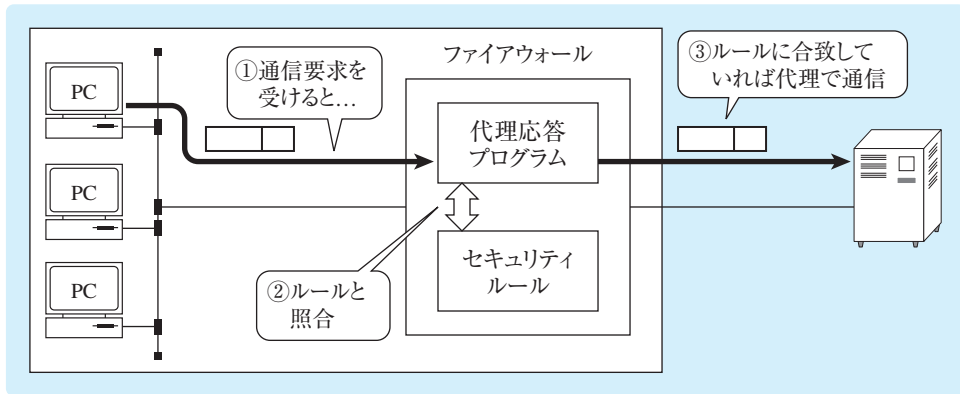 ファイアウォール
③ルールに合致して
いれば代理で通信
①通信要求を
受けると…
PC
代理応答
プログラム
PC
セキュリティ
ルール
②ルールと
照合
PC